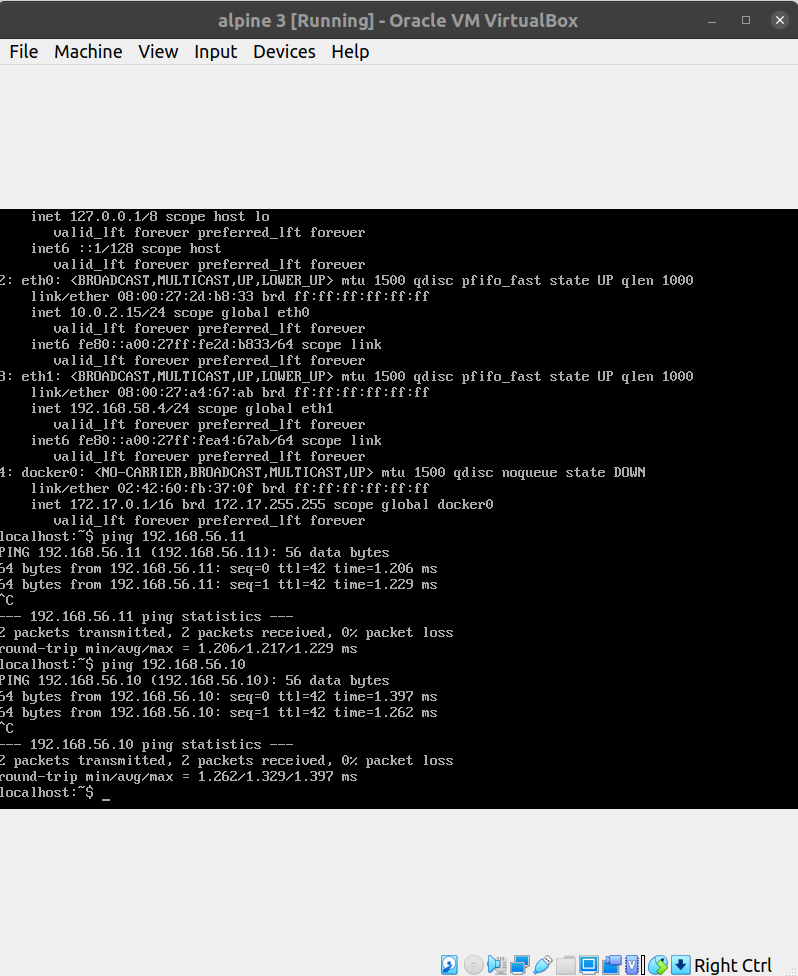 alpine 3 [Running] - Oracle VM VirtualBox
File Machine View Input Devices Help
inet 127.0.0.1/8 scope host lo
valid_lft forever preferred_lft forever
inet6 ::1/128 scope host
valid_lft forever preferred_lft forever
2: eth0: <BROADCAST,MULTICAST,UP,LOWER_UP> mtu 1500 qdisc pfifo_fast state UP qlen 1000
link/ether 08:00:27:2d:b8:33 brd ff:ff:ff:ff:ff:ff
inet 10.0.2.15/24 scope global eth0
valid_lft forever preferred_lft forever
inet6 fe80::a00:27ff:fe2d:b833/64 scope link
valid_lft forever preferred_lft forever
3: eth1: <BROADCAST,MULTICAST,UP,LOWER_UP> mtu 1500 qdisc pfifo_fast state UP qlen 1000
link/ether 08:00:27:a4:67:ab brd ff:ff:ff:ff:ff:ff
inet 192.168.58.4/24 scope global eth1
valid_lft forever preferred_lft forever
inet6 fe80::a00:27ff:fea4:67ab/64 scope link
valid_lft forever preferred_lft forever
4: docker0: <NO-CARRIER,BROADCAST,MULTICAST,UP> mtu 1500 qdisc noqueue state DOWN
link/ether 02:42:60:fb:37:0f brd ff:ff:ff:ff:ff:ff
inet 172.17.0.1/16 brd 172.17.255.255 scope global docker0
valid_lft forever preferred_lft forever
localhost:~$ ping 192.168.56.11
PING 192.168.56.11 (192.168.56.11): 56 data bytes
64 bytes from 192.168.56.11: seq=0 ttl=42 time=1.206 ms
64 bytes from 192.168.56.11: seq=1 ttl=42 time=1.229 ms
^C
--- 192.168.56.11 ping statistics ---
2 packets transmitted, 2 packets received, 0% packet loss
round-trip min/avg/max = 1.206/1.217/1.229 ms
localhost:~$ ping 192.168.56.10
PING 192.168.56.10 (192.168.56.10): 56 data bytes
64 bytes from 192.168.56.10: seq=0 ttl=42 time=1.397 ms
64 bytes from 192.168.56.10: seq=1 ttl=42 time=1.262 ms
^C
--- 192.168.56.10 ping statistics ---
2 packets transmitted, 2 packets received, 0% packet loss
round-trip min/avg/max = 1.262/1.329/1.397 ms
localhost:~$ _
Right Ctrl